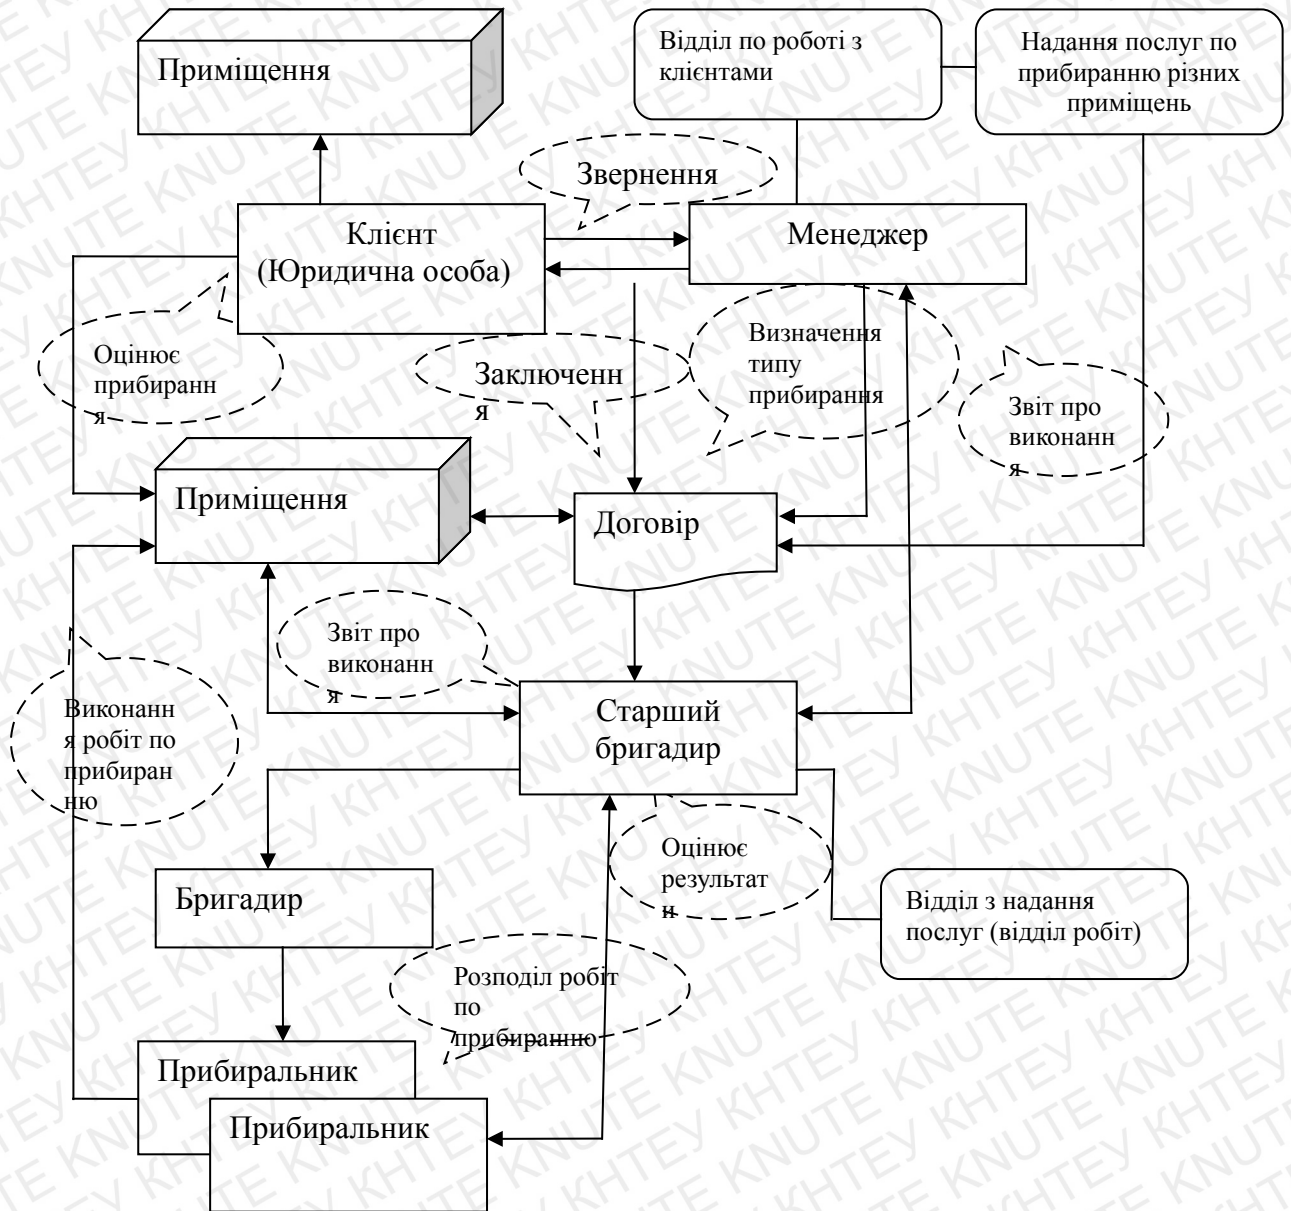 Приміщення
Відділ по роботі з
клієнтами
Надання послуг по
прибиранню різних
приміщень
Звернення
Клієнт
(Юридична особа)
Менеджер
Оцінює
прибиранн
я
Заключенн
я
Визначення
типу
прибирання
Звіт про
виконанн
я
Приміщення
Договір
Звіт про
виконанн
я
Виконанн
я робіт по
прибиран
ню
Старший
бригадир
Оцінює
результат
и
Бригадир
Відділ з надання
послуг (відділ робіт)
Розподіл робіт
по
прибиранню
Прибиральник
Прибиральник